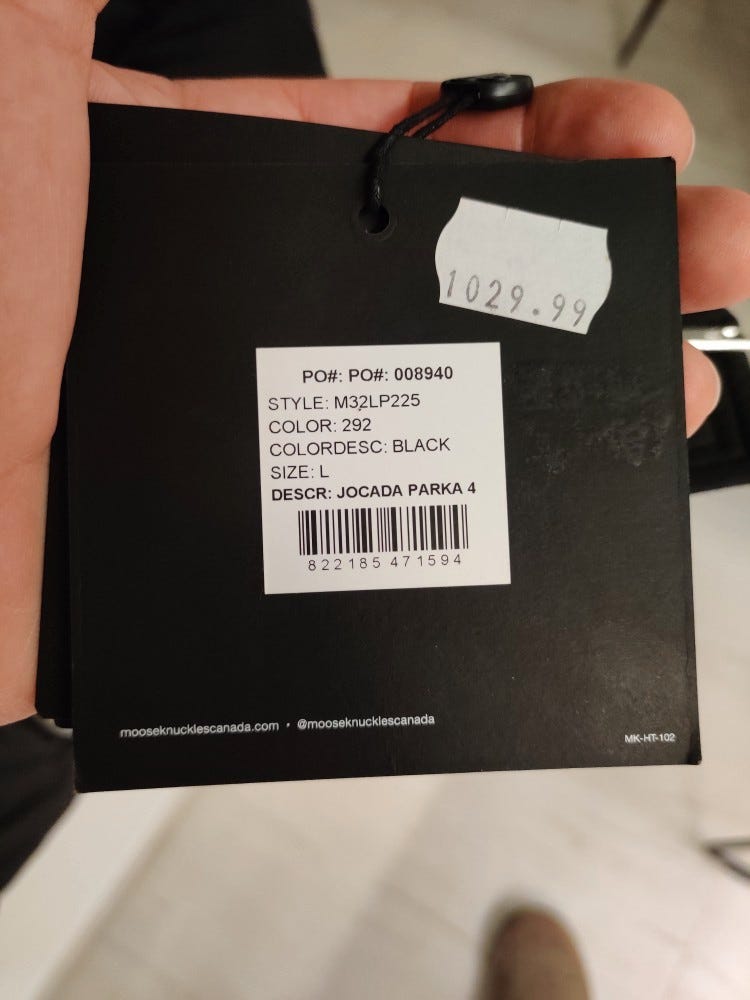 1029.99
PO#: PO#: 008940
STYLE: M32LP225
COLOR: 292
COLORDESC: BLACK
SIZE: L
DESCR: JOCADA PARKA 4
822185 471594
mooseknucklescanada.com · @mooseknucklescanada
MK-HT-102